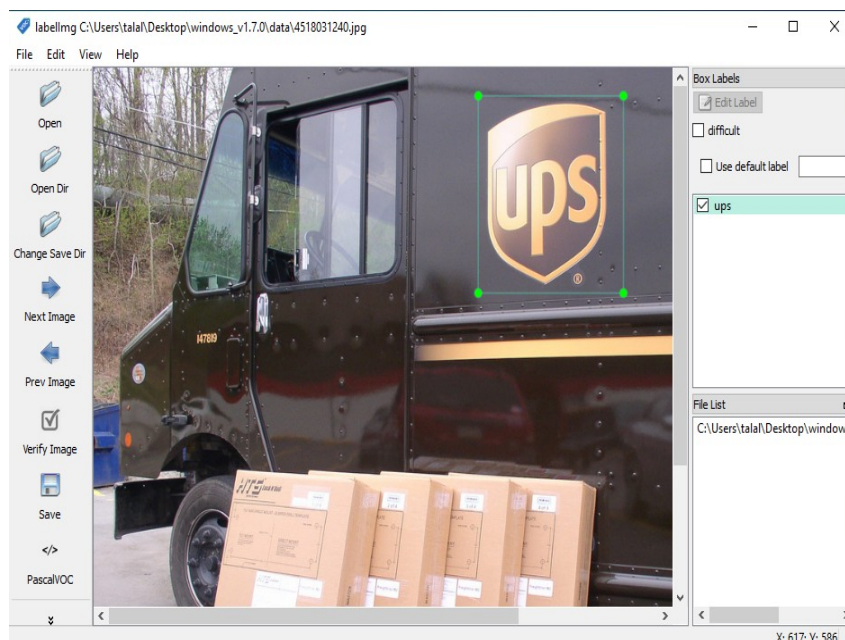 labelImg C:\Users\talal\Desktop\windows_v1.7.0\data\4518031240.jpg
File Edit View Help
Open
Open Dir
Change Save Dir
Next Image
Prev Image
Verify Image
Save
</>
PascalVOC
ups
®
147819
HTS
Box Labels
Edit Label
difficult
Use default label
ups
File List
C:\Users\talal\Desktop\window
X: 617; Y: 586